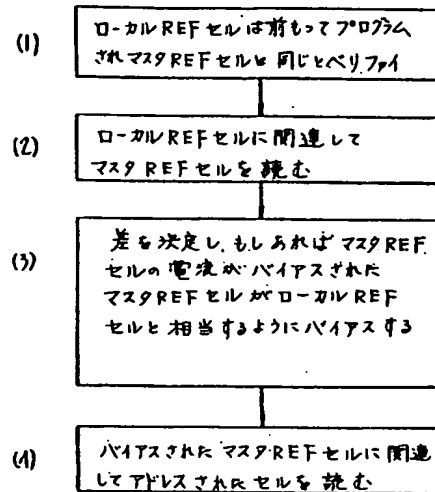 (1)
ローカルREFセルは前もってプログラム
されマスタREFセルと同じとベリファイ
(2)
ローカルREFセルに関連して
マスタREFセルを読む
(3)
差を決定し、もしあればマスタREF
セルの電流がバイアスされた
マスタREFセルがローカルREF
セルと相当するようにバイアスする
(4)
バイアスされたマスタREFセルに関連
してアドレスされたセルを読む